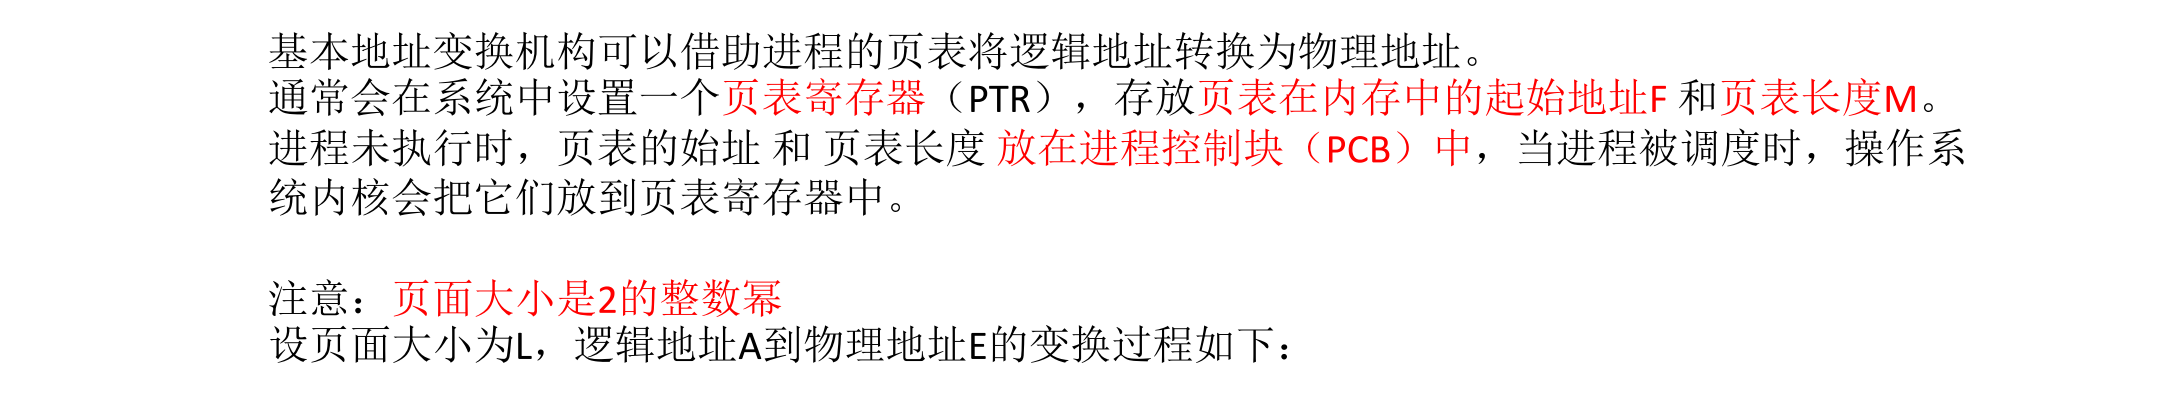 基本地址变换机构可以借助进程的页表将逻辑地址转换为物理地址。
通常会在系统中设置一个页表寄存器（PTR），存放页表在内存中的起始地址F 和页表长度M。
进程未执行时，页表的始址 和 页表长度 放在进程控制块（PCB）中，当进程被调度时，操作系
统内核会把它们放到页表寄存器中。
注意：页面大小是2的整数幂
设页面大小为L，逻辑地址A到物理地址E的变换过程如下：